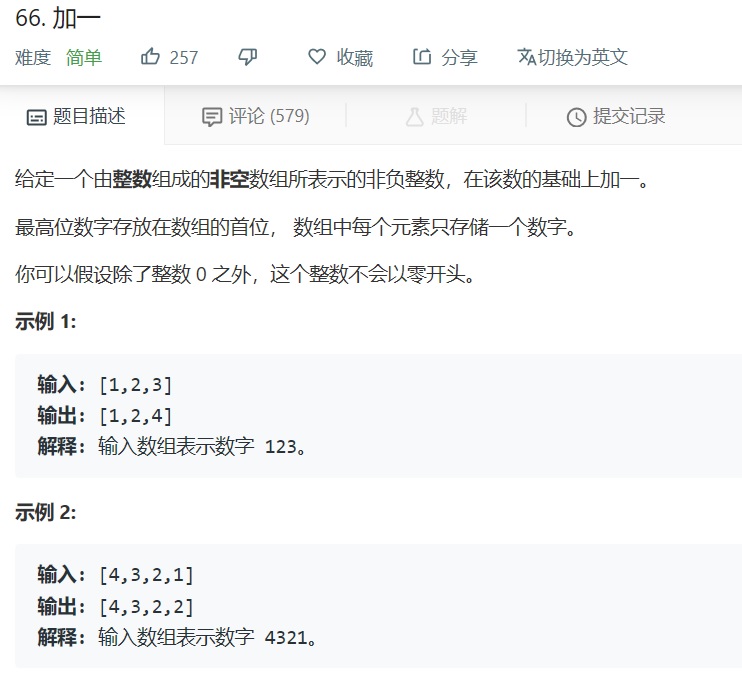 66. 加一
难度 简单 257 收藏 分享 切换为英文
题目描述 评论 (579) 题解 提交记录
给定一个由整数组成的非空数组所表示的非负整数，在该数的基础上加一。
最高位数字存放在数组的首位， 数组中每个元素只存储一个数字。
你可以假设除了整数 0 之外，这个整数不会以零开头。
示例 1:
输入: [1,2,3]
输出: [1,2,4]
解释: 输入数组表示数字 123。
示例 2:
输入: [4,3,2,1]
输出: [4,3,2,2]
解释: 输入数组表示数字 4321。